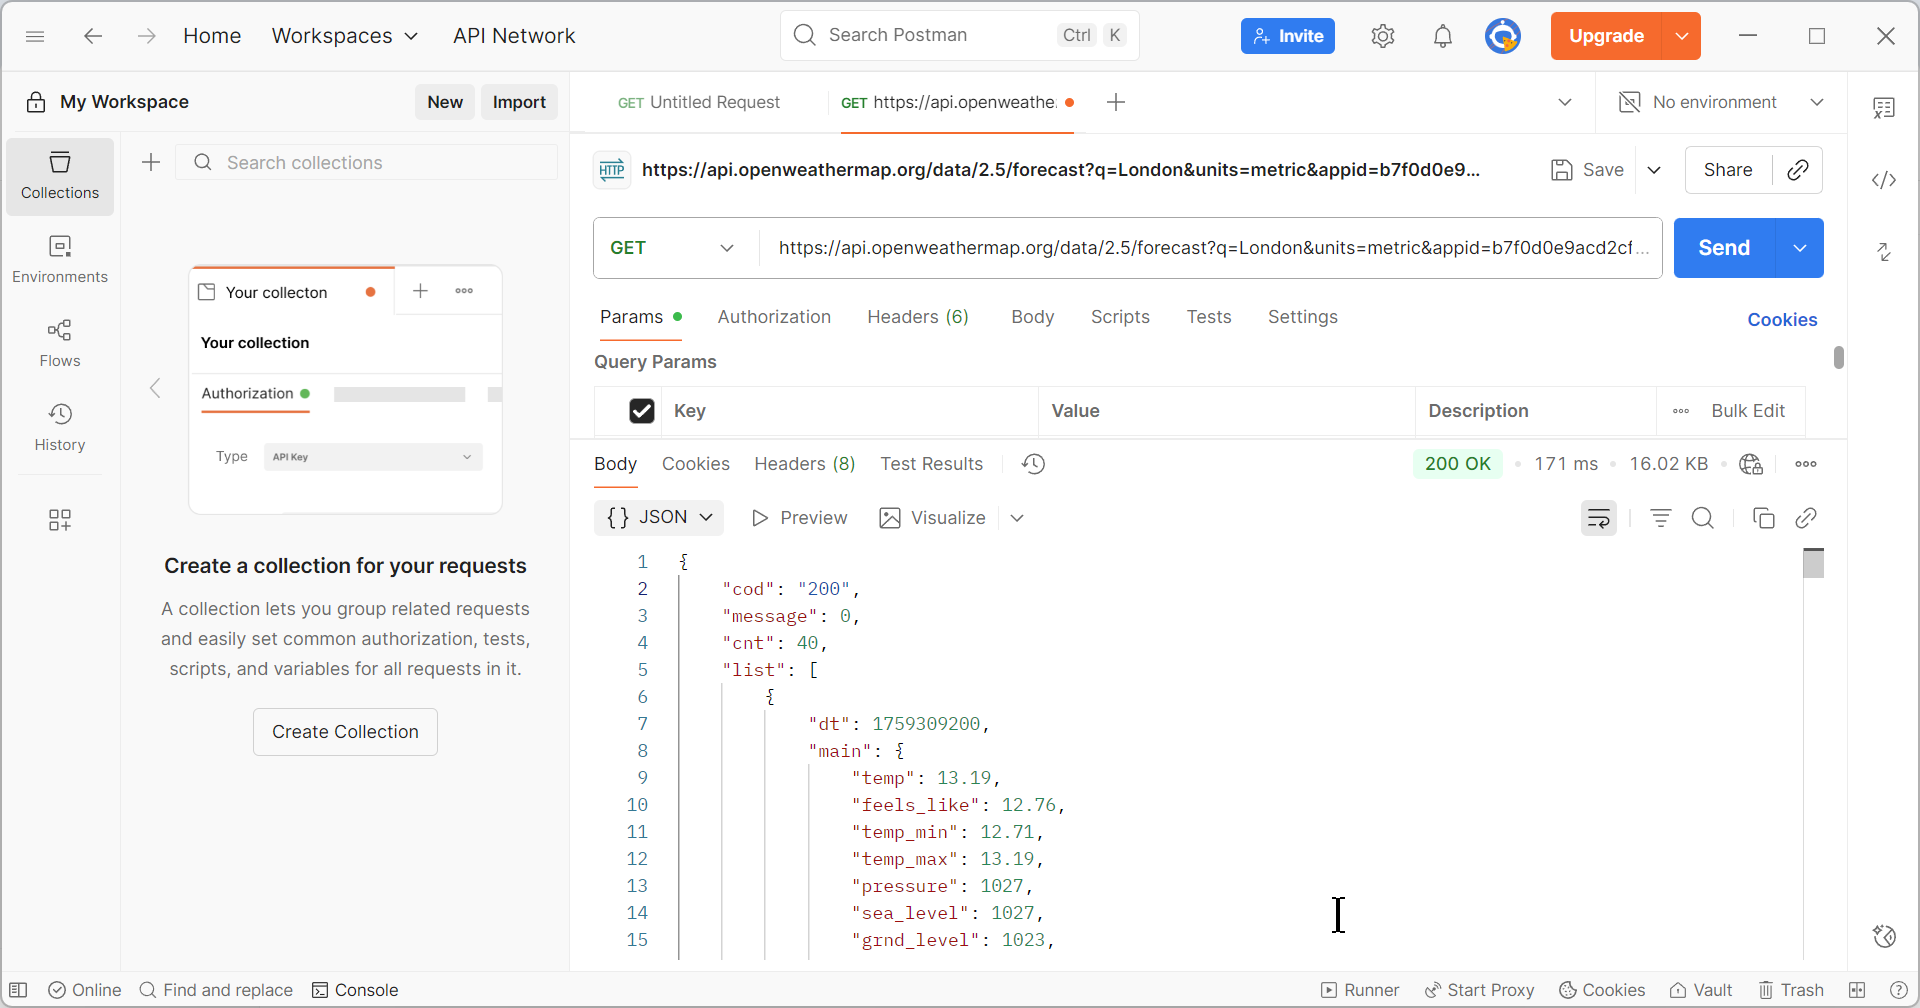 Home Workspaces API Network Search Postman Ctrl K Invite Upgrade
My Workspace New Import
GET Untitled Request GET https://api.openweathe. No environment
Collections
Environments
Flows
History
Search collections
Your collecton
Your collection
Authorization
Type API Key
Create a collection for your requests
A collection lets you group related requests
and easily set common authorization, tests,
scripts, and variables for all requests in it.
Create Collection
HTTP https://api.openweathermap.org/data/2.5/forecast?q=London&units=metric&appid=b7f0d0e9... Save Share
GET https://api.openweathermap.org/data/2.5/forecast?q=London&units=metric&appid=b7f0d0e9acd2cf... Send
Params Authorization Headers (6) Body Scripts Tests Settings Cookies
Query Params
Key Value Description Bulk Edit
Body Cookies Headers (8) Test Results 200 OK 171 ms 16.02 KB
{} JSON Preview Visualize
1 {
2 "cod": "200",
3 "message": 0,
4 "cnt": 40,
5 "list": [
6 {
7 "dt": 1759309200,
8 "main": {
9 "temp": 13.19,
10 "feels_like": 12.76,
11 "temp_min": 12.71,
12 "temp_max": 13.19,
13 "pressure": 1027,
14 "sea_level": 1027,
15 "grnd_level": 1023,
Online Find and replace Console Runner Start Proxy Cookies Vault Trash